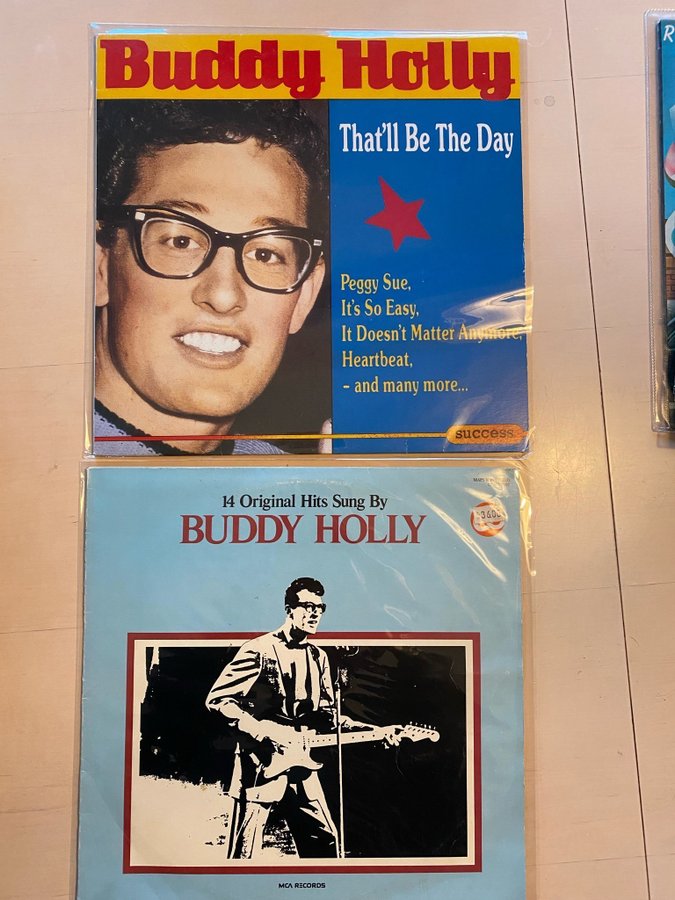 Buddy Holly
That'll Be The Day
Peggy Sue,
It's So Easy,
It Doesn't Matter Anymore,
Heartbeat,
- and many more...
success
R
14 Original Hits Sung By
BUDDY HOLLY
MCA RECORDS